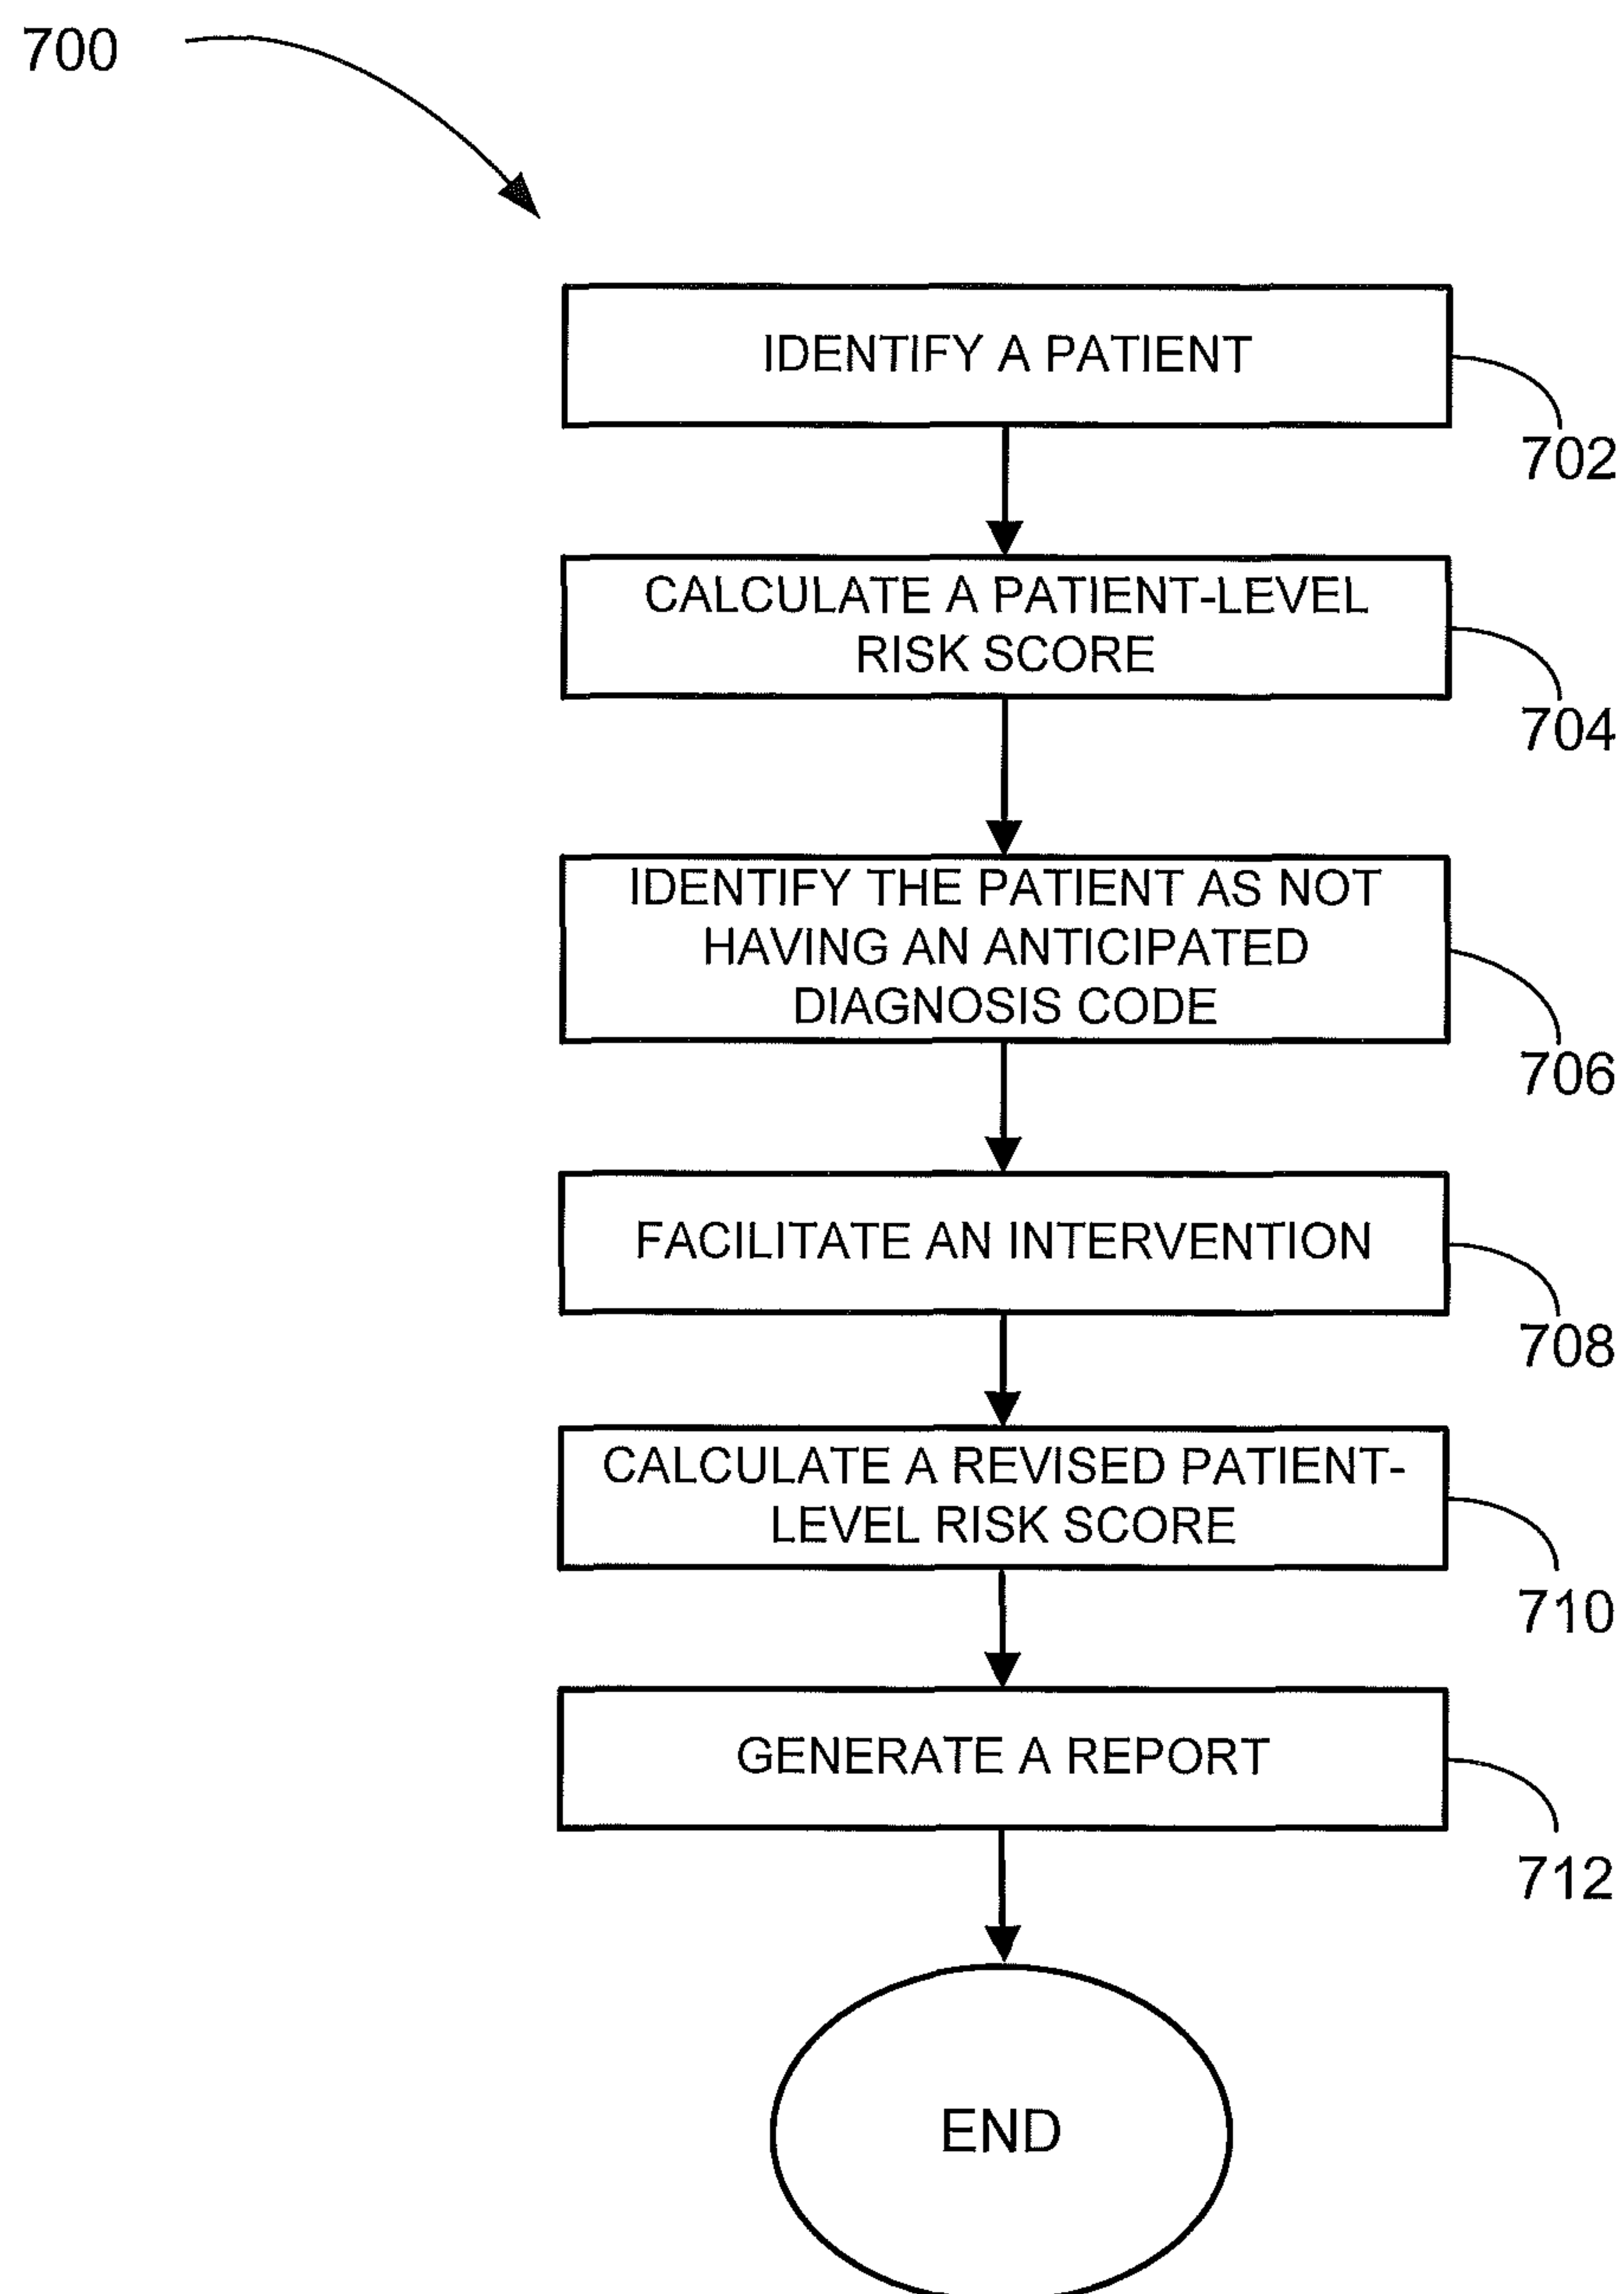 700
IDENTIFY A PATIENT
702
CALCULATE A PATIENT-LEVEL
RISK SCORE
704
IDENTIFY THE PATIENT AS NOT
HAVING AN ANTICIPATED
DIAGNOSIS CODE
706
FACILITATE AN INTERVENTION
708
CALCULATE A REVISED PATIENT-
LEVEL RISK SCORE
710
GENERATE A REPORT
712
END